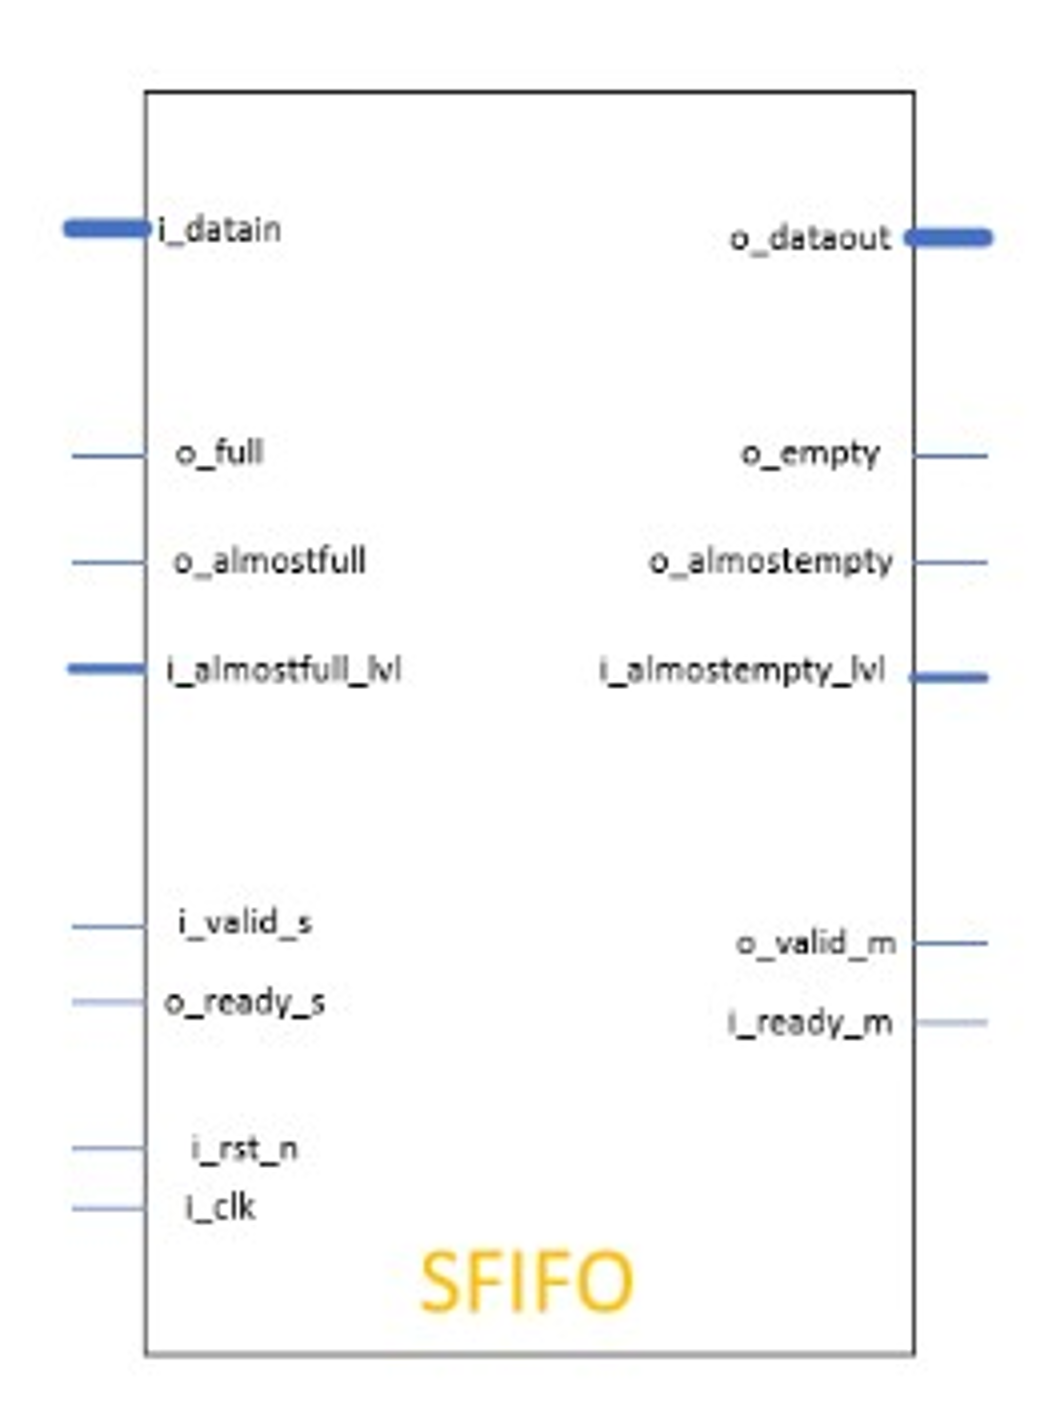 i_datain
o_dataout
o_full
o_empty
o_almostfull
o_almostempty
i_almostfull_lvl
i_almostempty_lvl
i_valid_s
o_valid_m
o_ready_s
i_ready_m
i_rst_n
i_clk
SFIFO